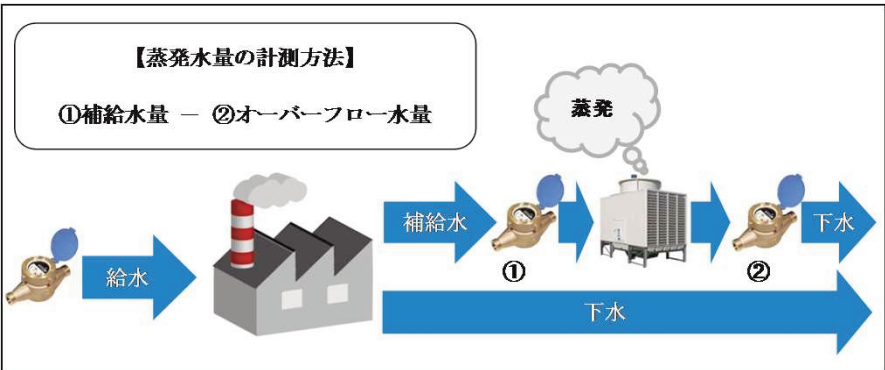 【蒸発水量の計測方法】
①補給水量 － ②オーバーフロー水量
蒸発
給水
補給水
①
②
下水
下水